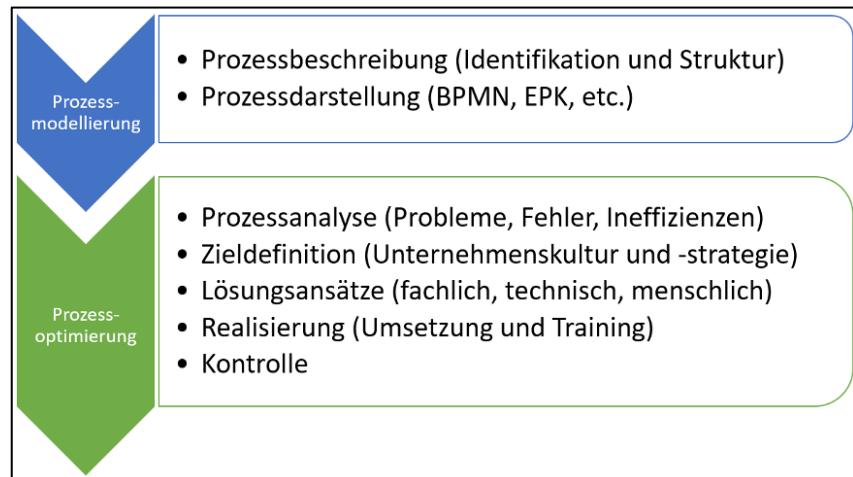 Prozess-
modellierung
• Prozessbeschreibung (Identifikation und Struktur)
• Prozessdarstellung (BPMN, EPK, etc.)
Prozess-
optimierung
• Prozessanalyse (Probleme, Fehler, Ineffizienzen)
• Zieldefinition (Unternehmenskultur und -strategie)
• Lösungsansätze (fachlich, technisch, menschlich)
• Realisierung (Umsetzung und Training)
• Kontrolle